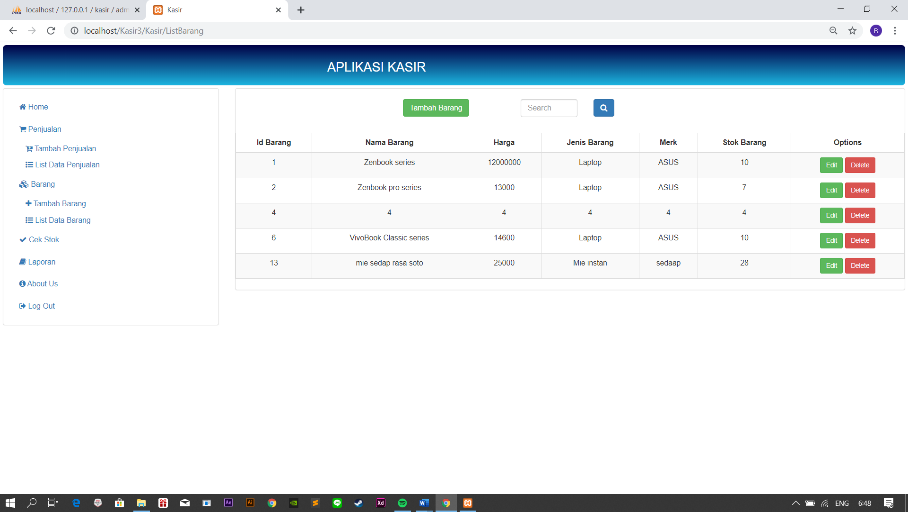 localhost / 127.0.0.1 / kasir / adm
Kasir
localhost/Kasir3/Kasir/ListBarang
B
APLIKASI KASIR
Home
Penjualan
Tambah Penjualan
List Data Penjualan
Barang
Tambah Barang
List Data Barang
Cek Stok
Laporan
About Us
Log Out
Tambah Barang
Search
Id Barang Nama Barang Harga Jenis Barang Merk Stok Barang Options
1 Zenbook series 12000000 Laptop ASUS 10 Edit Delete
2 Zenbook pro series 13000 Laptop ASUS 7 Edit Delete
4 4 4 4 4 4 Edit Delete
6 VivoBook Classic series 14600 Laptop ASUS 10 Edit Delete
13 mie sedap rasa soto 25000 Mie instan sedaap 28 Edit Delete
ENG 6:48